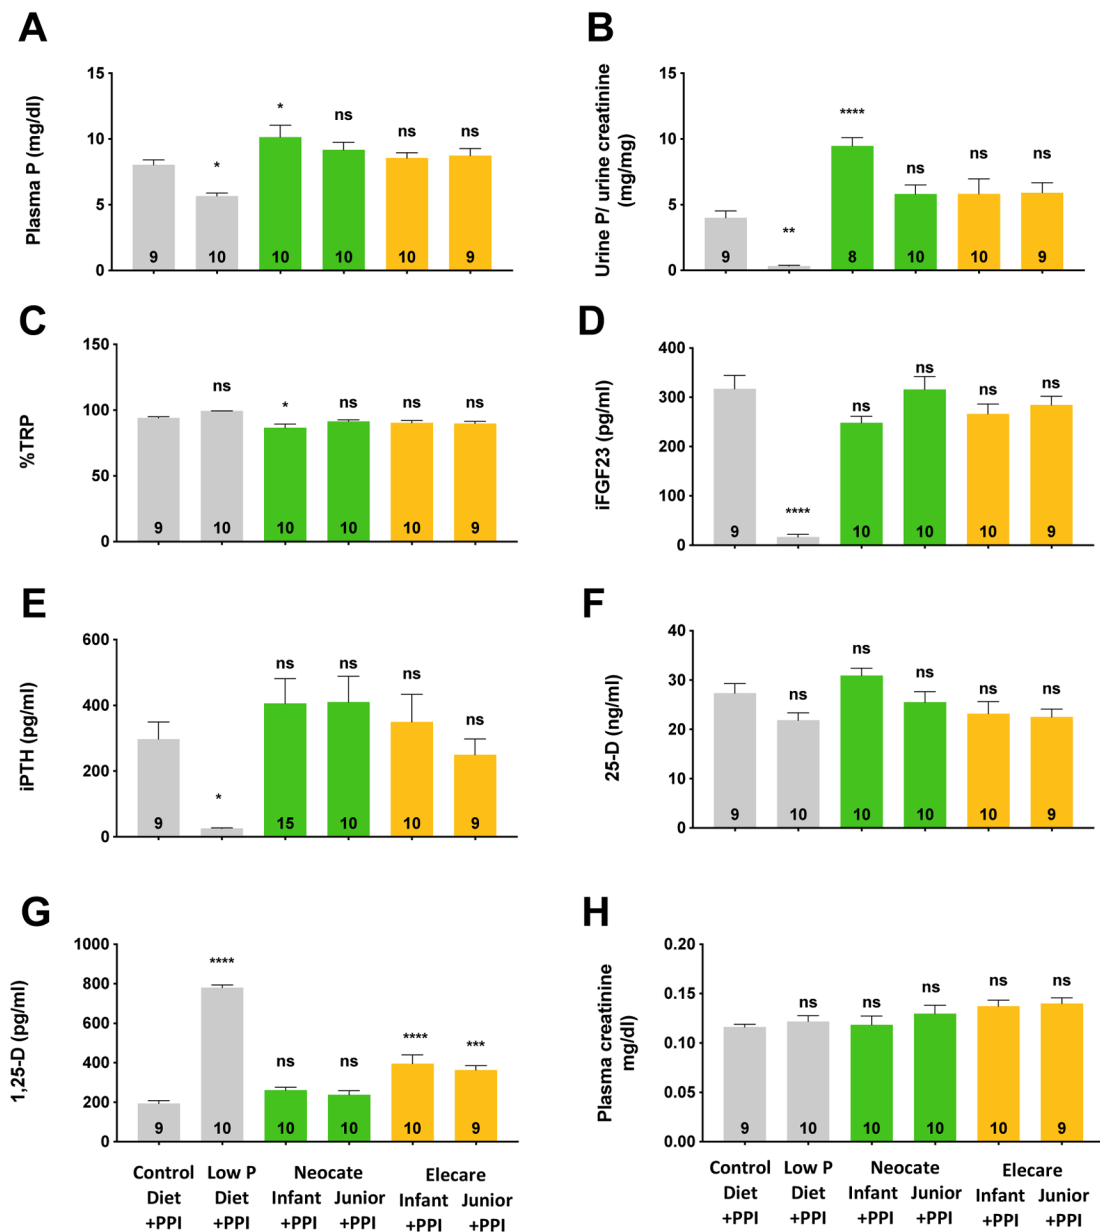 A
Plasma P (mg/dl)
15
10
5
0
* * ns ns ns
9 10 10 10 10 9
B
Urine P/ urine creatinine
(mg/mg)
15
10
5
0
** **** ns ns ns
9 8 10 10 9
C
%TRP
150
100
50
0
ns * ns ns ns
9 10 10 10 10 9
D
iFGF23 (pg/ml)
400
300
200
100
0
**** ns ns ns ns
9 10 10 10 9
E
iPTH (pg/ml)
600
400
200
0
* ns ns ns ns
9 15 10 10 9
F
25-D (ng/ml)
40
30
20
10
0
ns ns ns ns ns
9 10 10 10 10 9
G
1,25-D (pg/ml)
1000
800
600
400
200
0
**** ns ns **** ***
9 10 10 10 10 9
H
Plasma creatinine
mg/dl)
0.20
0.15
0.10
0.05
0.00
ns ns ns ns ns
9 10 10 10 10 9
Control Low P Neocate Elecare
Diet Diet Infant Junior Infant Junior
+PPI +PPI +PPI +PPI +PPI +PPI
Control Low P Neocate Elecare
Diet Diet Infant Junior Infant Junior
+PPI +PPI +PPI +PPI +PPI +PPI